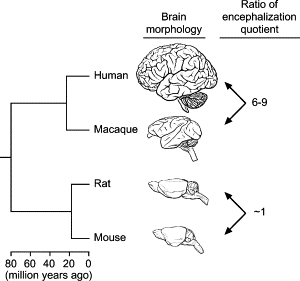 Brain
morphology
Ratio of
encephalization
quotient
Human
6-9
Macaque
Rat
~1
Mouse
80 60 40 20 0
(million years ago)